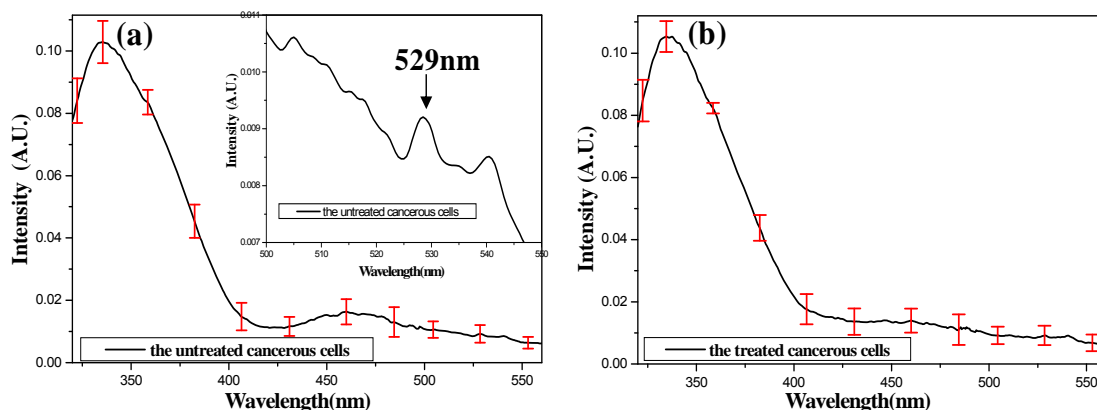 (a)
0.10
0.08
0.06
0.04
0.02
0.00
Intensity (A.U.)
350
400
450
500
550
Wavelength(nm)
the untreated cancerous cells
0.011
0.010
0.009
0.008
0.007
Intensity (A.U.)
529nm
the untreated cancerous cells
500
510
520
530
540
550
Wavelength(nm)
(b)
0.10
0.08
0.06
0.04
0.02
0.00
Intensity (A.U.)
350
400
450
500
550
Wavelength(nm)
the treated cancerous cells